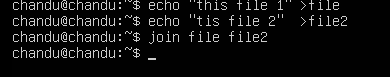 chandu@chandu:~$ echo "this file 1" >file
chandu@chandu:~$ echo "tis file 2"  >file2
chandu@chandu:~$ join file file2
chandu@chandu:~$ _